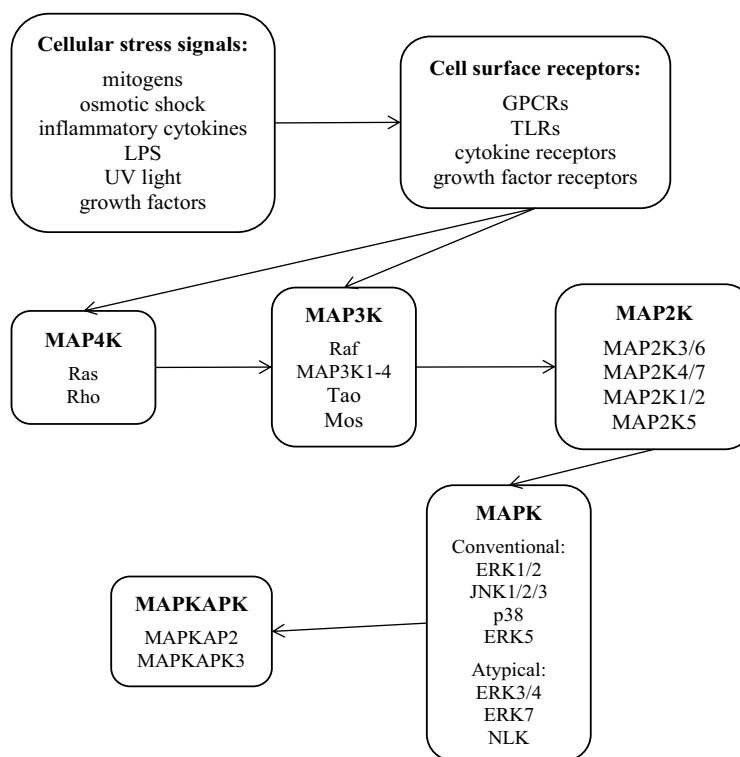 Cellular stress signals:
mitogens
osmotic shock
inflammatory cytokines
LPS
UV light
growth factors
Cell surface receptors:
GPCRs
TLRs
cytokine receptors
growth factor receptors
MAP4K
Ras
Rho
MAP3K
Raf
MAP3K1-4
Tao
Mos
MAP2K
MAP2K3/6
MAP2K4/7
MAP2K1/2
MAP2K5
MAPK
Conventional:
ERK1/2
JNK1/2/3
p38
ERK5
Atypical:
ERK3/4
ERK7
NLK
MAPKAPK
MAPKAP2
MAPKAPK3